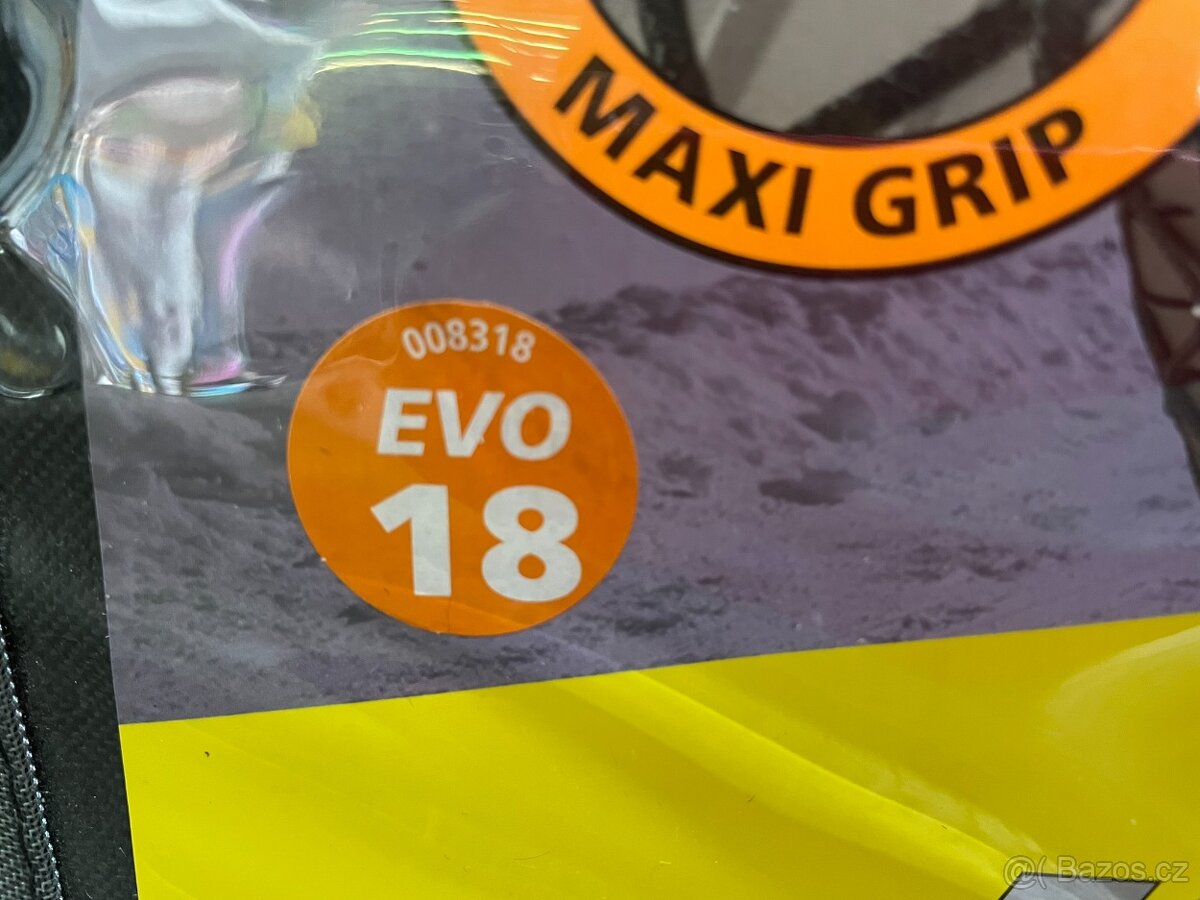 MAXI GRIP
008318
EVO
18
@( Bazos.cz